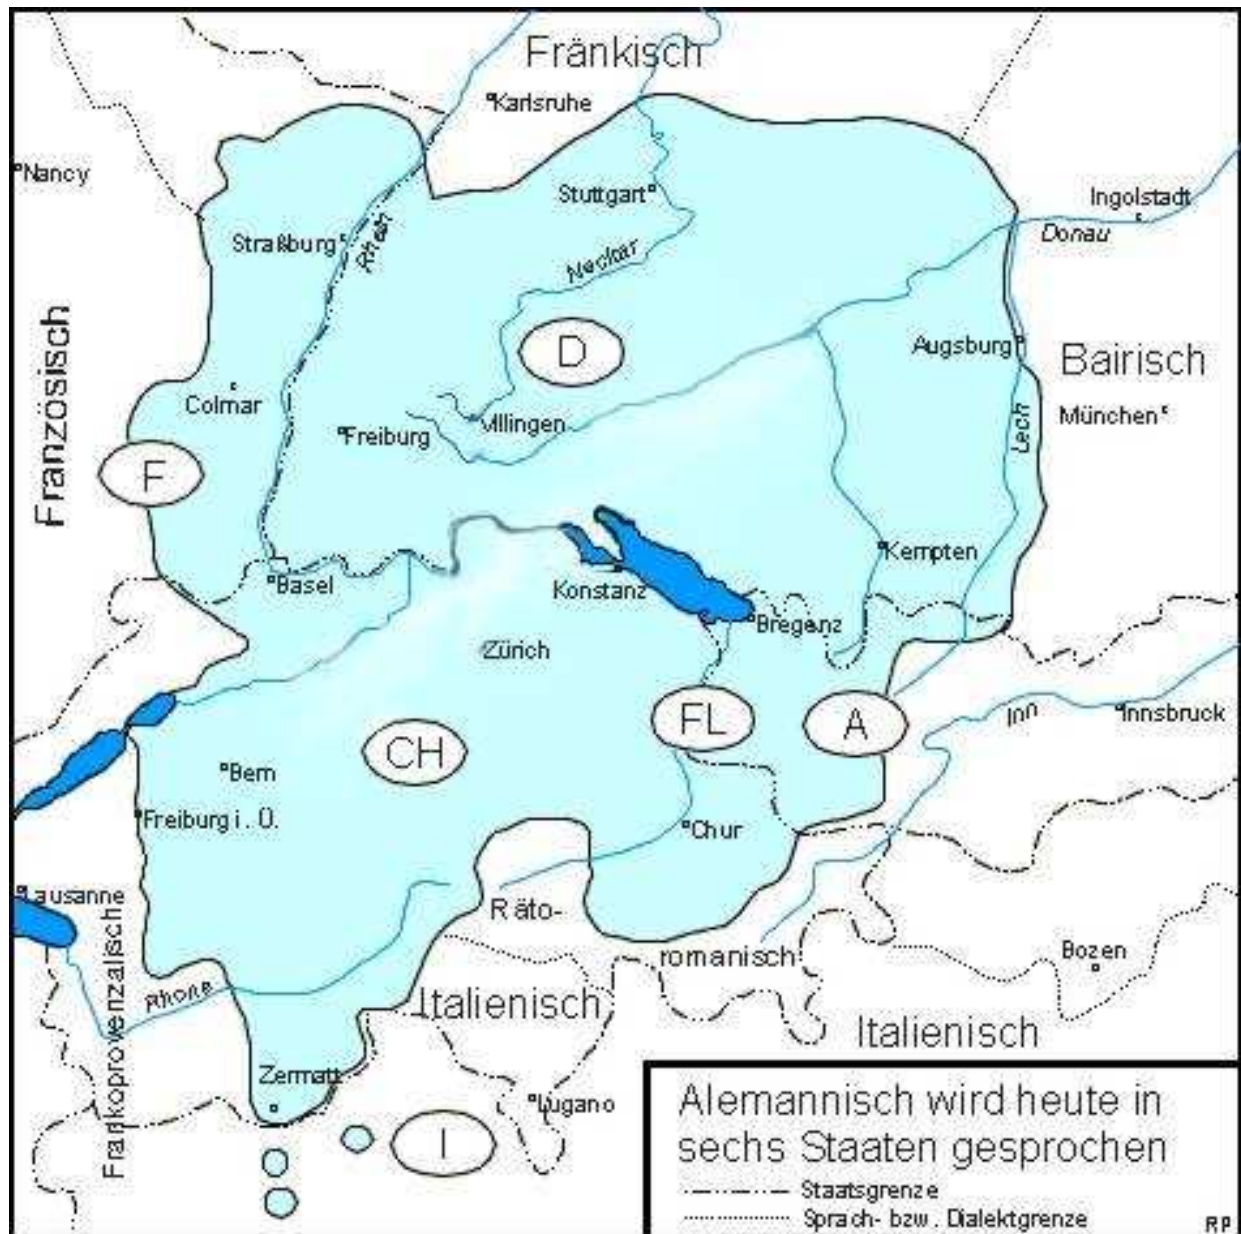 Fränkisch
Karlsruhe
Nancy
Stuttgart
Ingolstadt
Straßburg
Rhein
Neckar
Donau
Französisch
D
Augsburg
Bairisch
Colmar
Villingen
Freiburg
München
Lech
F
Kempten
Basel
Konstanz
Bregenz
Zürich
FL
A
Inn
Innsbruck
CH
Bern
Freiburg i. Ü.
Chur
Lausanne
Räto-
romanisch
Bozen
Frankoprovenzalische
Rhone
Italienisch
Italienisch
Zermatt
Lugano
I
Alemannisch wird heute in
sechs Staaten gesprochen
Staatsgrenze
Sprach- bzw. Dialektgrenze
RP